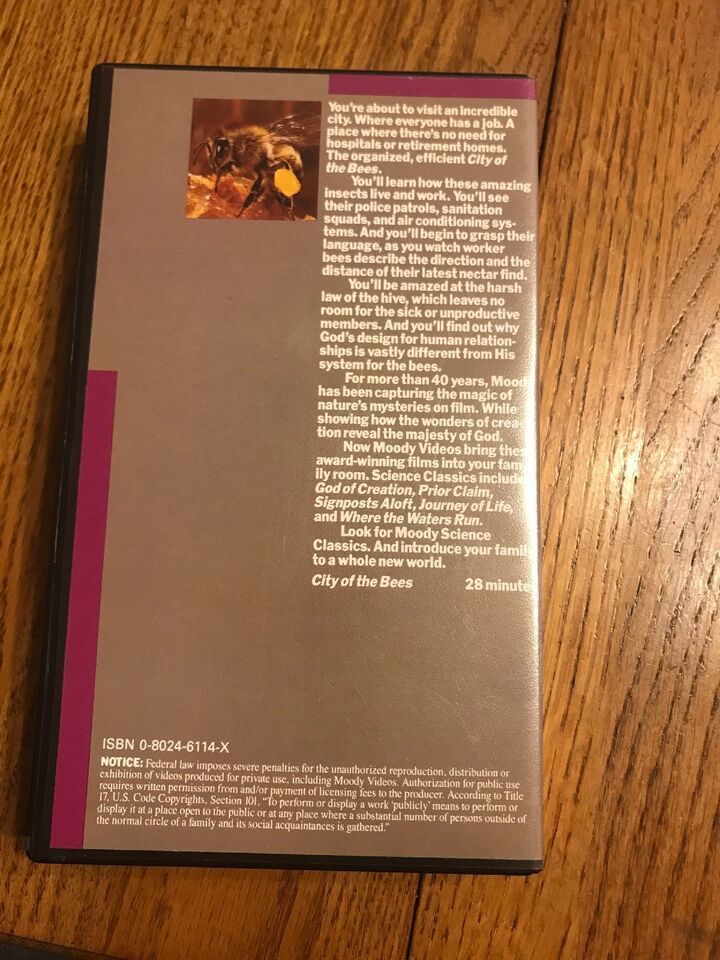 You're about to visit an incredible
city. Where everyone has a job. A
place where there's no need for
hospitals or retirement homes.
The organized, efficient City of
the Bees.
You'll learn how these amazing
insects live and work. You'll see
their police patrols, sanitation
squads, and air conditioning sys-
tems. And you'll begin to grasp their
language, as you watch worker
bees describe the direction and the
distance of their latest nectar find.
You'll be amazed at the harsh
law of the hive, which leaves no
room for the sick or unproductive
members. And you'll find out why
God's design for human relation-
ships is vastly different from His
system for the bees.
For more than 40 years, Mood
has been capturing the magic of
nature's mysteries on film. While
showing how the wonders of crea-
tion reveal the majesty of God.
Now Moody Videos bring thes
award-winning films into your fam
ily room. Science Classics include
God of Creation, Prior Claim,
Signposts Aloft, Journey of Life,
and Where the Waters Run.
Look for Moody Science
Classics. And introduce your famil
to a whole new world.
City of the Bees 28 minute
ISBN 0-8024-6114-X
NOTICE: Federal law imposes severe penalties for the unauthorized reproduction, distribution or
exhibition of videos produced for private use, including Moody Videos. Authorization for public use
requires written permission from and/or payment of licensing fees to the producer. According to Title
17, U.S. Code Copyrights, Section 101, "To perform or display a work 'publicly' means to perform or
display it at a place open to the public or at any place where a substantial number of persons outside of
the normal circle of a family and its social acquaintances is gathered."